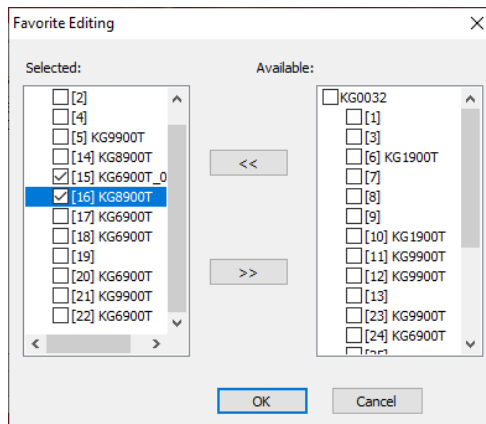 Favorite Editing
Selected:
[2]
[4]
[5] KG9900T
[14] KG8900T
[15] KG6900T_0
[16] KG8900T
[17] KG6900T
[18] KG6900T
[19]
[20] KG6900T
[21] KG9900T
[22] KG6900T
<<
>>
Available:
KG0032
[1]
[3]
[6] KG1900T
[7]
[8]
[9]
[10] KG1900T
[11] KG9900T
[12] KG9900T
[13]
[23] KG9900T
[24] KG6900T
[25]
OK
Cancel